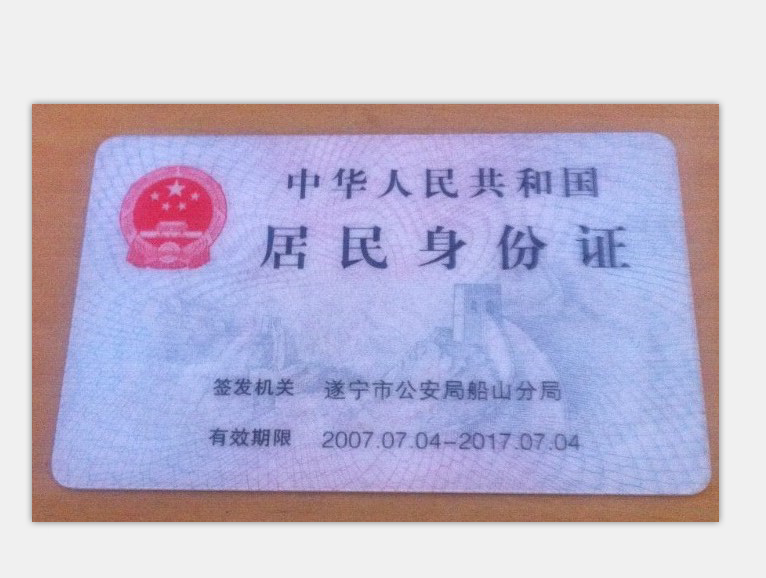 中华人民共和国
居民身份证
签发机关 遂宁市公安局船山分局
有效期限 2007.07.04-2017.07.04